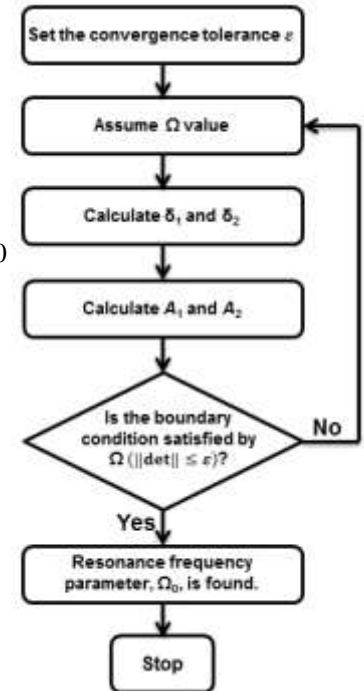 Set the convergence tolerance ε
Assume Ω value
Calculate δ₁ and δ₂
0
Calculate A₁ and A₂
Is the boundary
condition satisfied by
Ω (‖det‖ ≤ ε)?
No
Yes
Resonance frequency
parameter, Ω₀, is found.
Stop